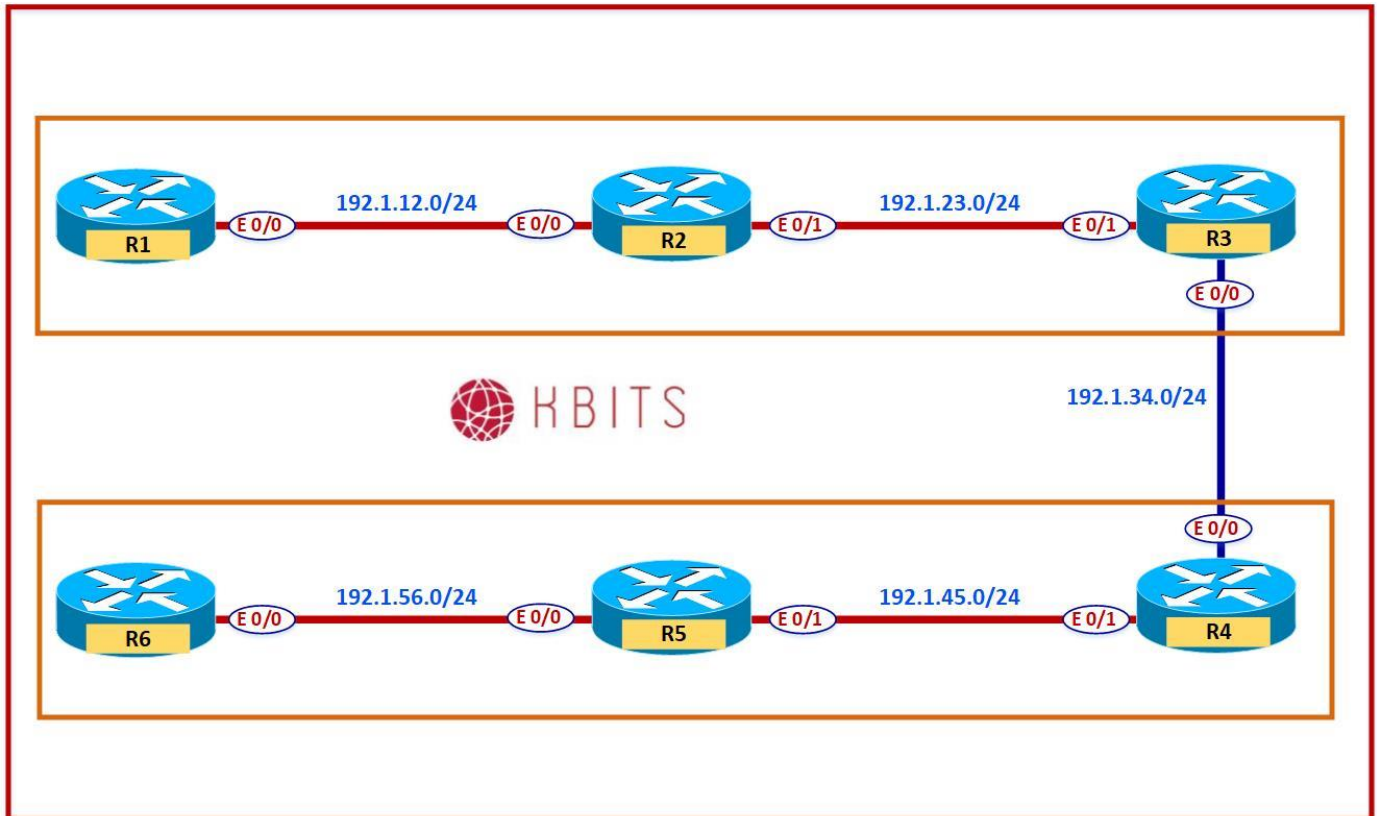 192.1.12.0/24
192.1.23.0/24
E 0/0
E 0/0
E 0/1
E 0/1
R1
R2
R3
E 0/0
KBITS
192.1.34.0/24
E 0/0
192.1.56.0/24
192.1.45.0/24
E 0/0
E 0/0
E 0/1
E 0/1
R6
R5
R4